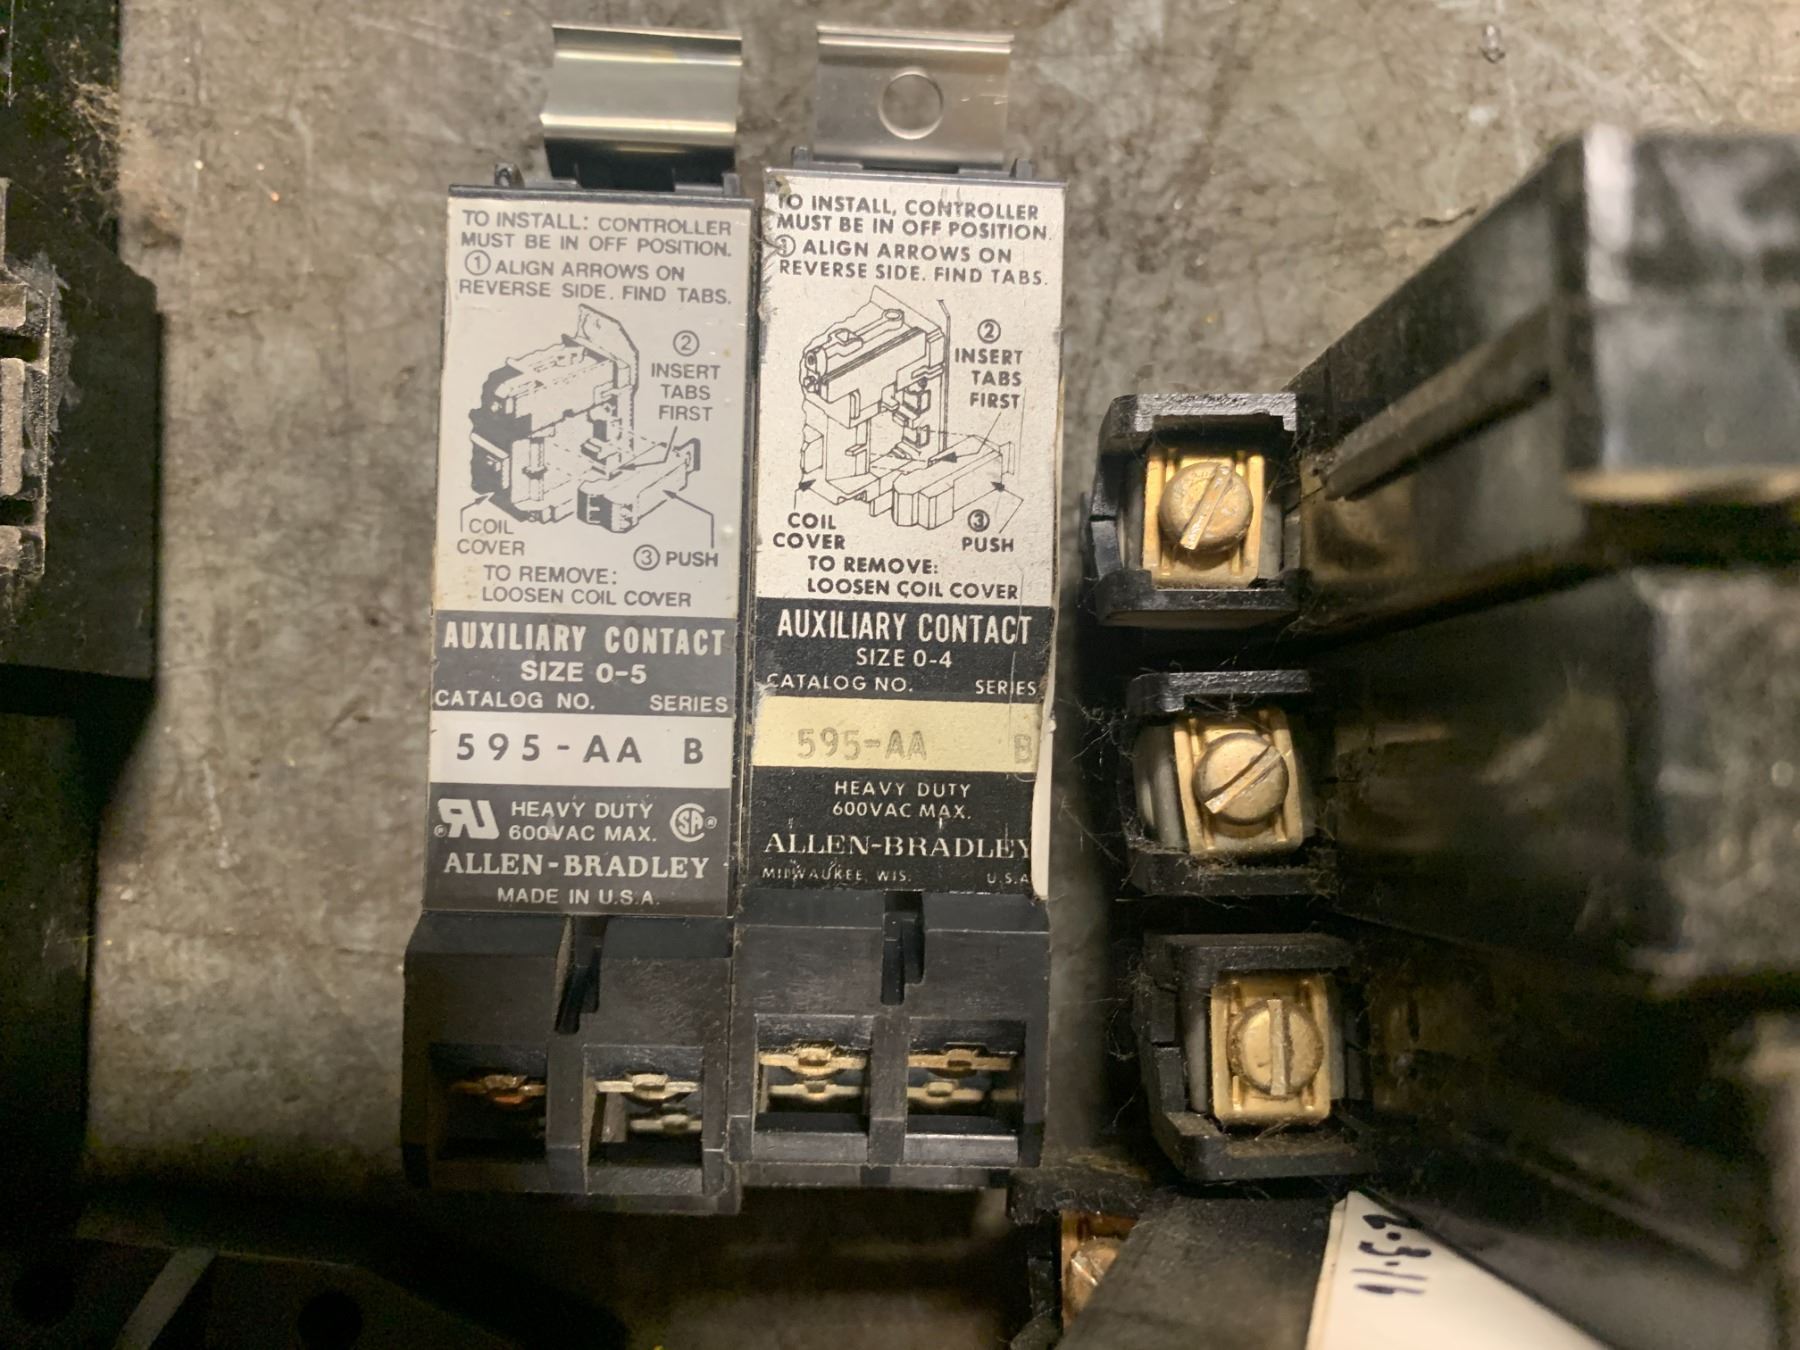 TO INSTALL: CONTROLLER
MUST BE IN OFF POSITION.
① ALIGN ARROWS ON
REVERSE SIDE. FIND TABS.
②
INSERT
TABS
FIRST
COIL
COVER
③ PUSH
TO REMOVE:
LOOSEN COIL COVER
AUXILIARY CONTACT
SIZE 0-5
CATALOG NO. SERIES
595-AA B
HEAVY DUTY
600VAC MAX.
ALLEN-BRADLEY
MADE IN U.S.A.
TO INSTALL, CONTROLLER
MUST BE IN OFF POSITION.
① ALIGN ARROWS ON
REVERSE SIDE. FIND TABS.
②
INSERT
TABS
FIRST
COIL
COVER
③
PUSH
TO REMOVE:
LOOSEN COIL COVER
AUXILIARY CONTACT
SIZE 0-4
CATALOG NO. SERIES
595-AA B
HEAVY DUTY
600VAC MAX.
ALLEN-BRADLEY
MILWAUKEE, WIS. U.S.A